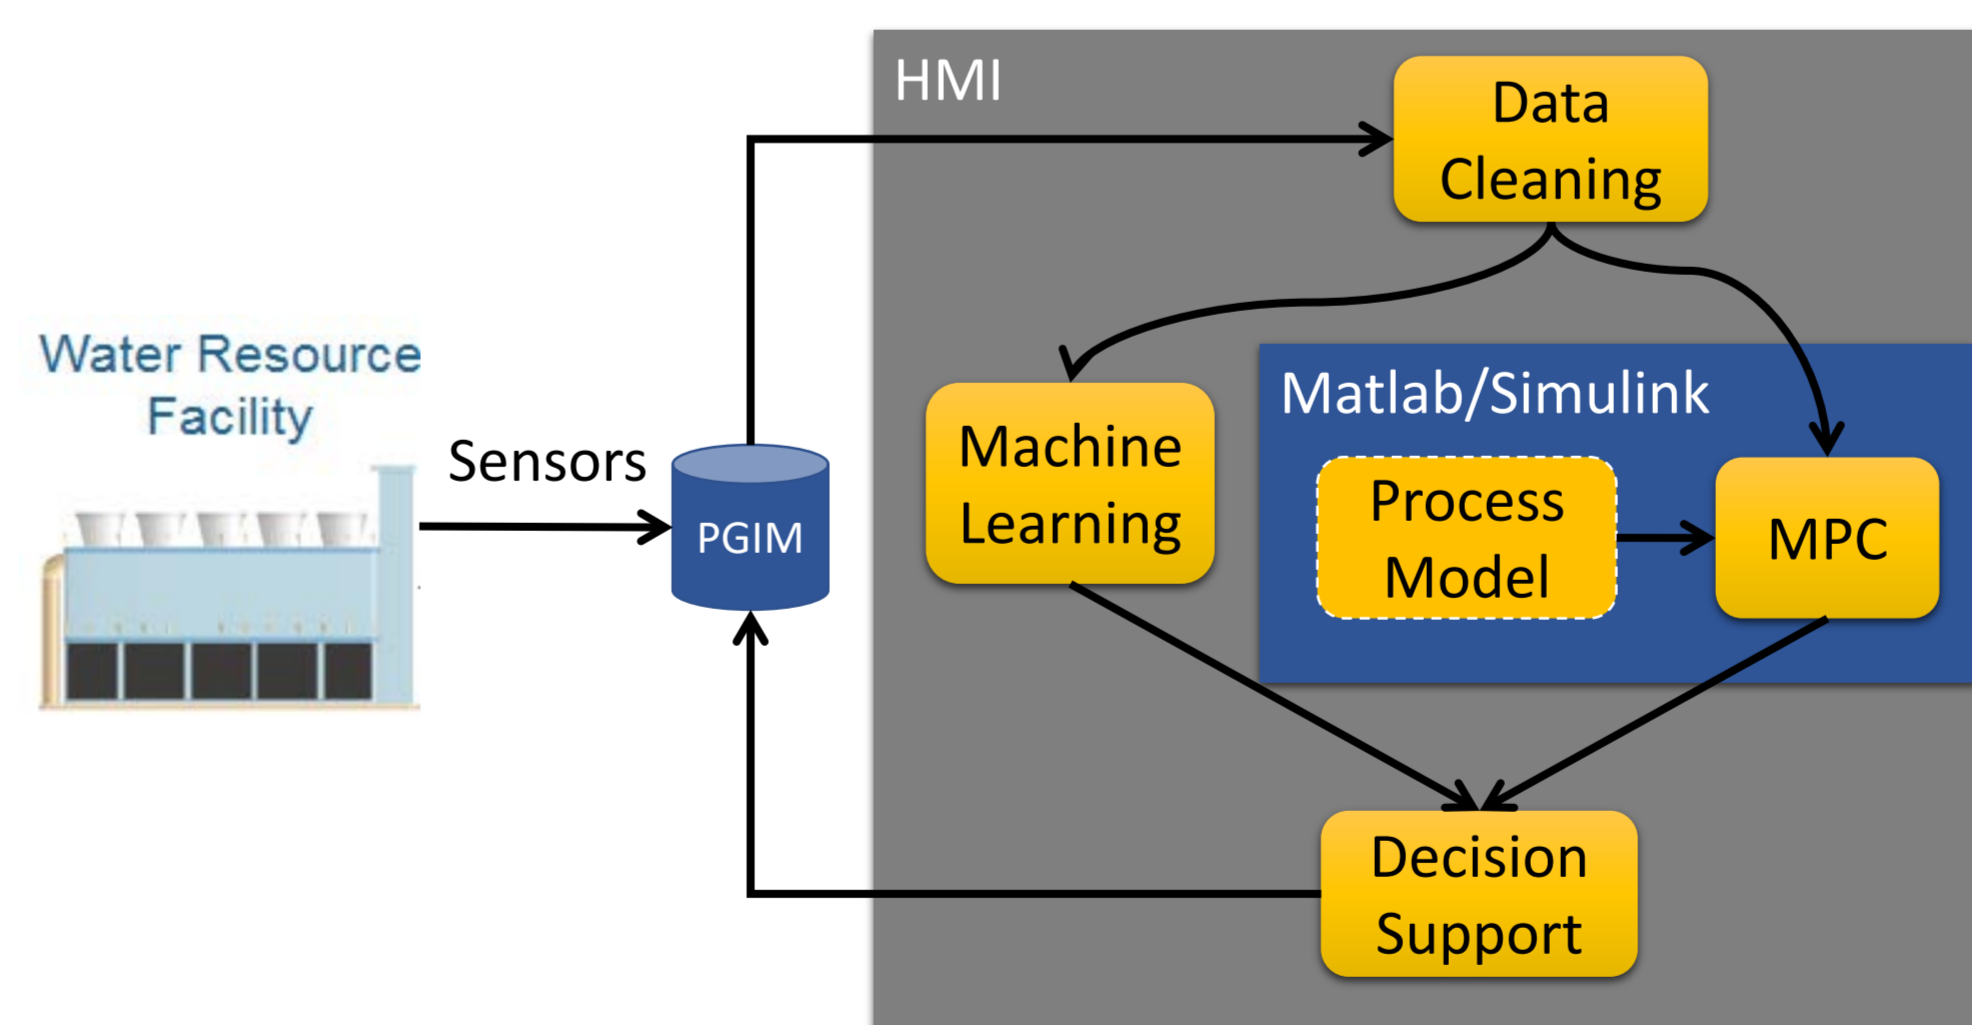 HMI
Data
Cleaning
Water Resource
Facility
Sensors
PGIM
Machine
Learning
Matlab/Simulink
Process
Model
MPC
Decision
Support